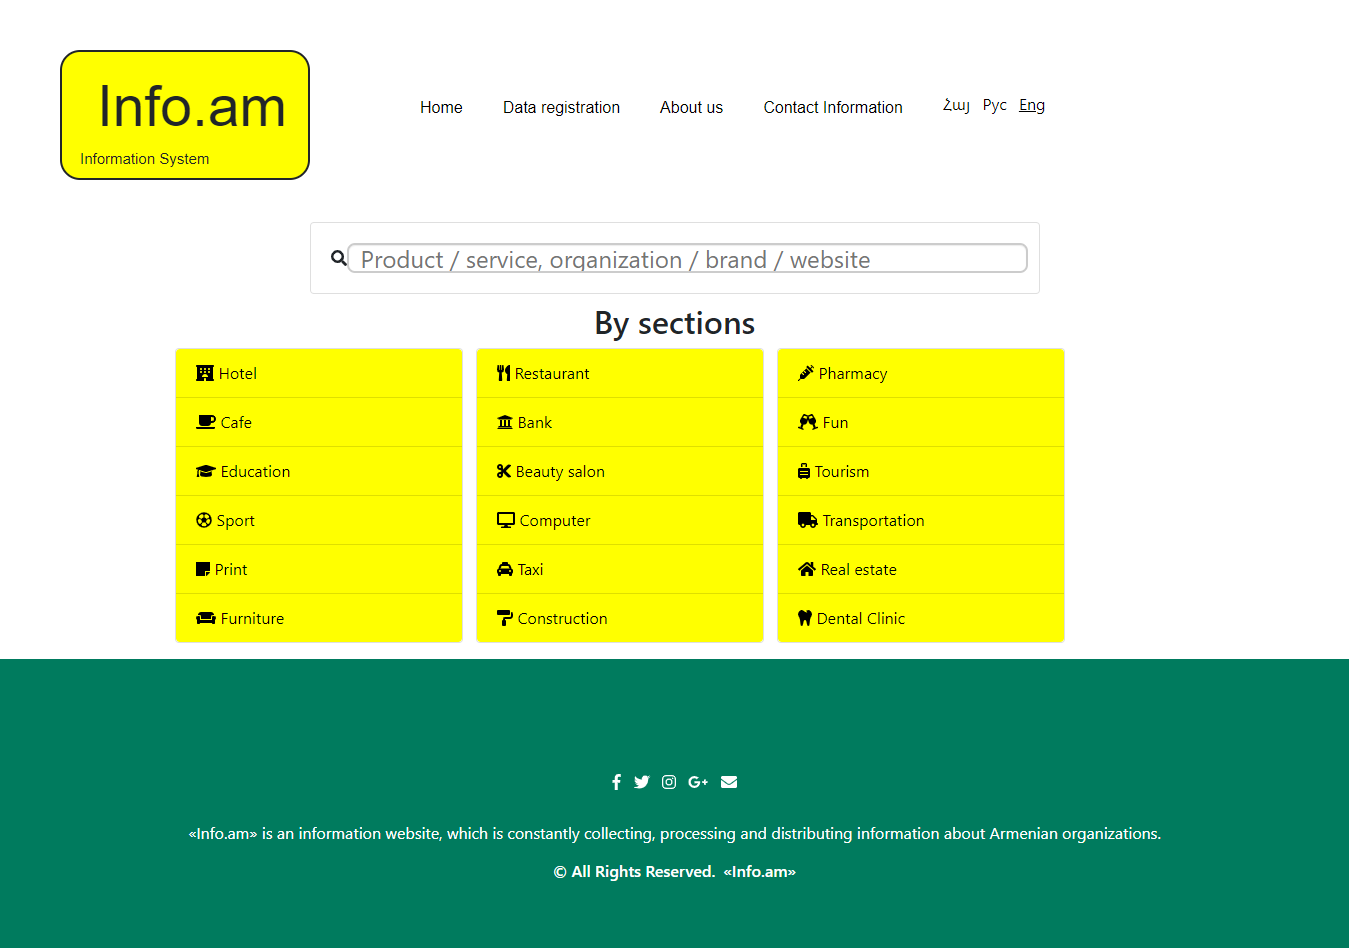 Info.am
Information System
Home
Data registration
About us
Contact Information
Հայ
Рус
Eng
Product / service, organization / brand / website
By sections
Hotel
Cafe
Education
Sport
Print
Furniture
Restaurant
Bank
Beauty salon
Computer
Taxi
Construction
Pharmacy
Fun
Tourism
Transportation
Real estate
Dental Clinic
«Info.am» is an information website, which is constantly collecting, processing and distributing information about Armenian organizations.
© All Rights Reserved. «Info.am»